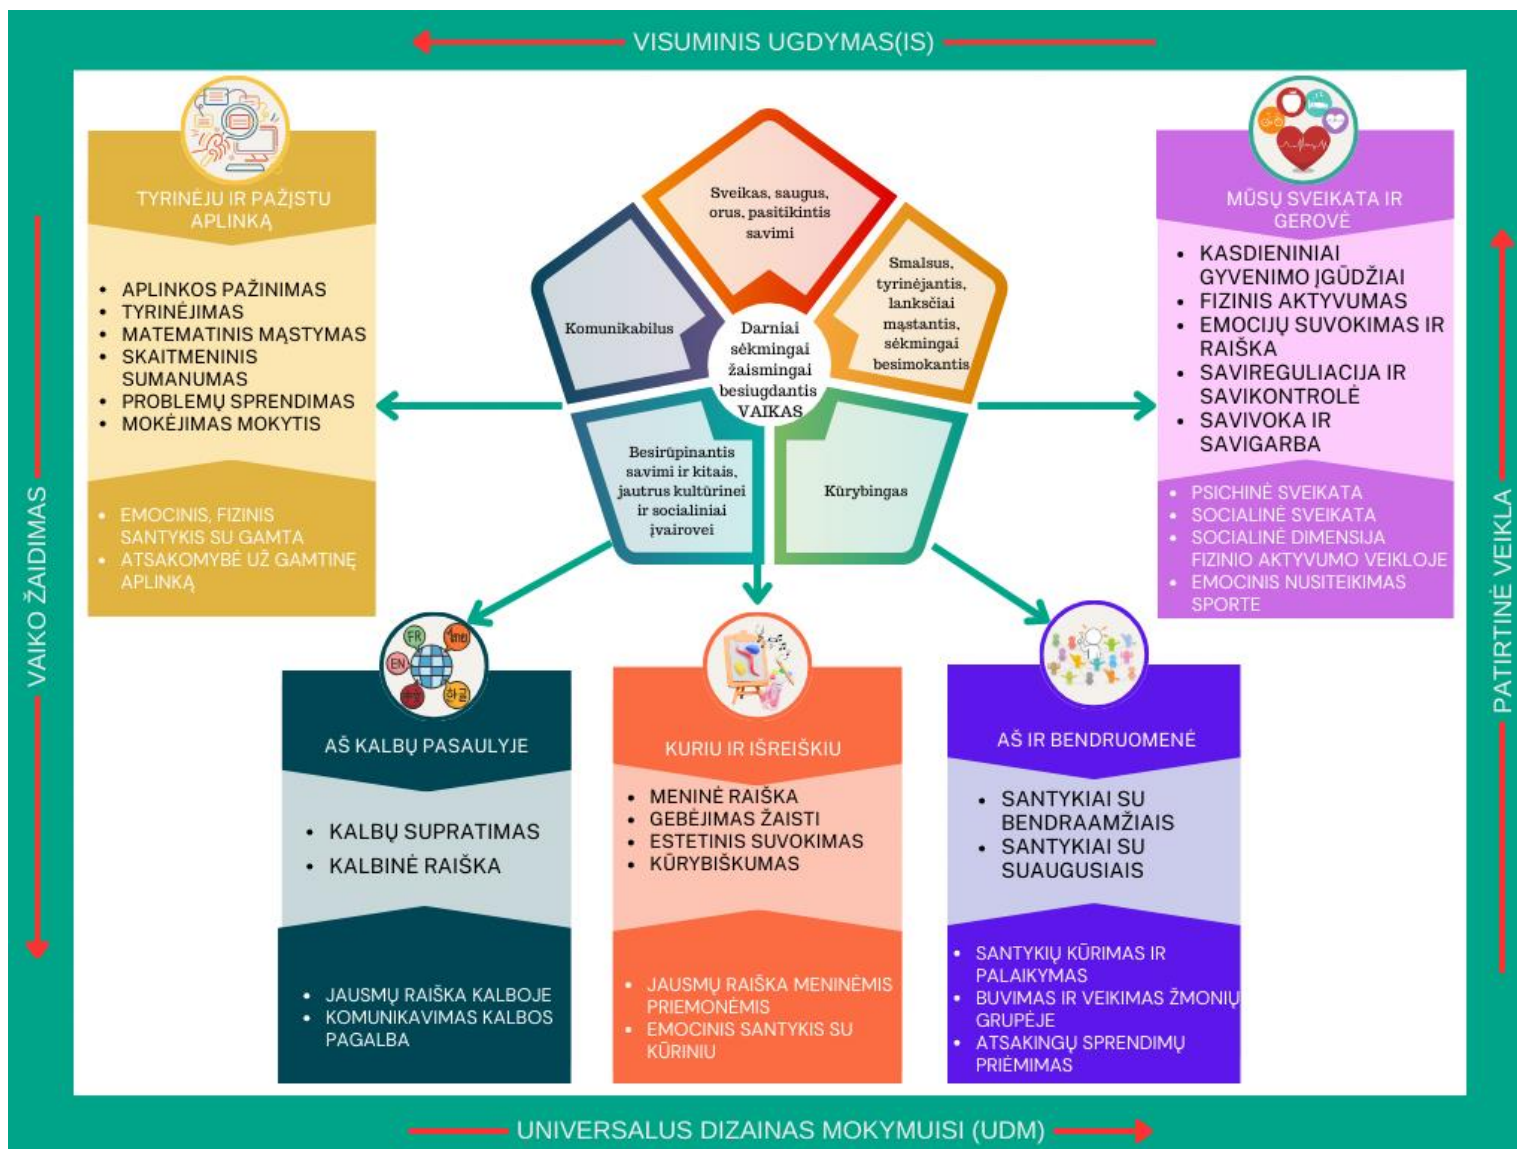 VISUMINIS UGDYMAS(IS)
VAIKO ŽAIDIMAS
TYRINĖJU IR PAŽĮSTU
APLINKĄ
APLINKOS PAŽINIMAS
TYRINĖJIMAS
MATEMATINIS MĄSTYMAS
SKAITMENINIS
SUMANUMAS
PROBLEMŲ SPRENDIMAS
MOKĖJIMAS MOKYTIS
EMOCINIS, FIZINIS
SANTYKIS SU GAMTA
ATSAKOMYBĖ UŽ GAMTINĘ
APLINKĄ
Sveikas, saugus,
orus, pasitikintis
savimi
Komunikabilus
Smalsus,
tyrinėjantis,
lanksčiai
mąstantis,
sėkmingai
besimokantis
Darniai
sėkmingai
žaismingai
besiugdantis
VAIKAS
Besirūpinantis
savimi ir kitais,
jautrus kultūrinei
ir socialiniai
įvairovei
Kūrybingas
MŪSŲ SVEIKATA IR
GEROVĖ
KASDIENINIAI
GYVENIMO ĮGŪDŽIAI
FIZINIS AKTYVUMAS
EMOCIJŲ SUVOKIMAS IR
RAIŠKA
SAVIREGULIACIJA IR
SAVIKONTROLĖ
SAVIVOKA IR
SAVIGARBA
PSICHINĖ SVEIKATA
SOCIALINĖ SVEIKATA
SOCIALINĖ DIMENSIJA
FIZINIO AKTYVUMO VEIKLOJE
EMOCINIS NUSITEIKIMAS
SPORTE
PATIRTINĖ VEIKLA
FR
EN
한글
AŠ KALBŲ PASAULYJE
KALBŲ SUPRATIMAS
KALBINĖ RAIŠKA
JAUSMŲ RAIŠKA KALBOJE
KOMUNIKAVIMAS KALBOS
PAGALBA
KURIU IR IŠREIŠKIU
MENINĖ RAIŠKA
GEBĖJIMAS ŽAISTI
ESTETINIS SUVOKIMAS
KŪRYBIŠKUMAS
JAUSMŲ RAIŠKA MENINĖMIS
PRIEMONĖMIS
EMOCINIS SANTYKIS SU
KŪRINIU
AŠ IR BENDRUOMENĖ
SANTYKIAI SU
BENDRAAMŽIAIS
SANTYKIAI SU
SUAUGUSIAIS
SANTYKIŲ KŪRIMAS IR
PALAIKYMAS
BUVIMAS IR VEIKIMAS ŽMONIŲ
GRUPĖJE
ATSAKINGŲ SPRENDIMŲ
PRIĖMIMAS
UNIVERSALUS DIZAINAS MOKYMUISI (UDM)